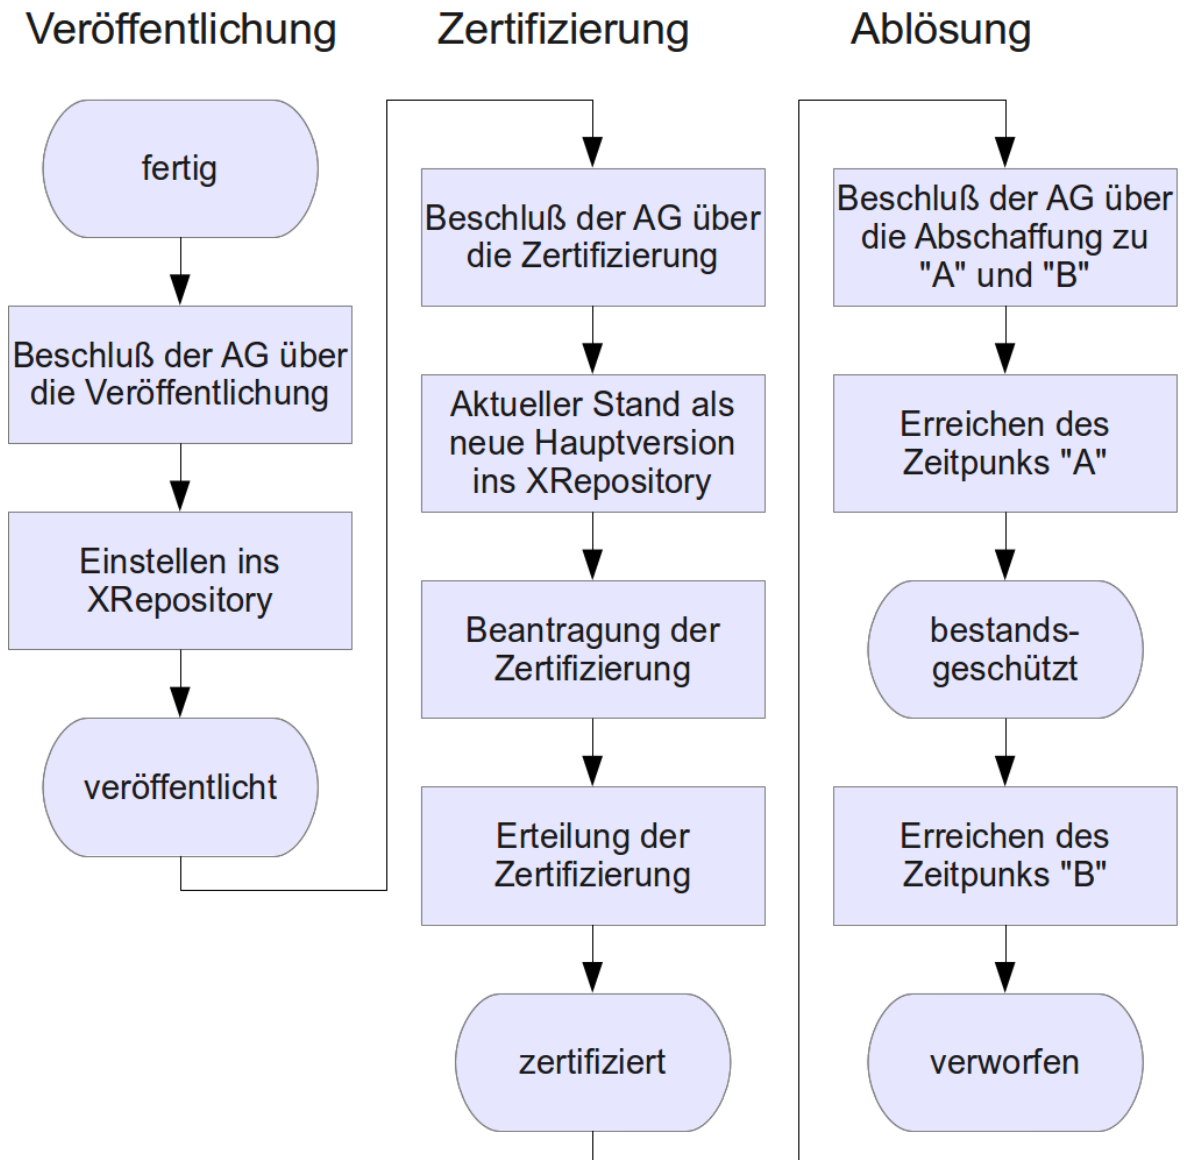 Veröffentlichung
fertig
Beschluß der AG über
die Veröffentlichung
Einstellen ins
XRepository
veröffentlicht
Zertifizierung
Beschluß der AG über
die Zertifizierung
Aktueller Stand als
neue Hauptversion
ins XRepository
Beantragung der
Zertifizierung
Erteilung der
Zertifizierung
zertifiziert
Ablösung
Beschluß der AG über
die Abschaffung zu
"A" und "B"
Erreichen des
Zeitpunks "A"
bestands-
geschützt
Erreichen des
Zeitpunks "B"
verworfen